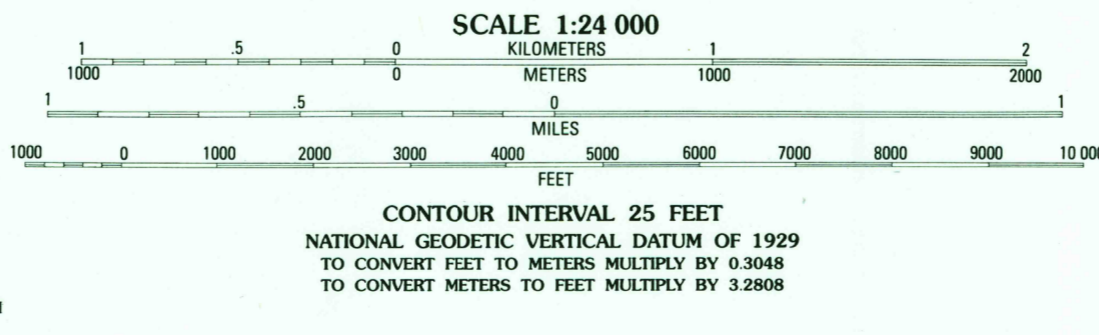 SCALE 1:24 000
1 .5 0 KILOMETERS 1 2
1000 0 METERS 1000 2000
1 .5 0 1
MILES
1000 0 1000 2000 3000 4000 5000 6000 7000 8000 9000 10 000
FEET
CONTOUR INTERVAL 25 FEET
NATIONAL GEODETIC VERTICAL DATUM OF 1929
TO CONVERT FEET TO METERS MULTIPLY BY 0.3048
TO CONVERT METERS TO FEET MULTIPLY BY 3.2808